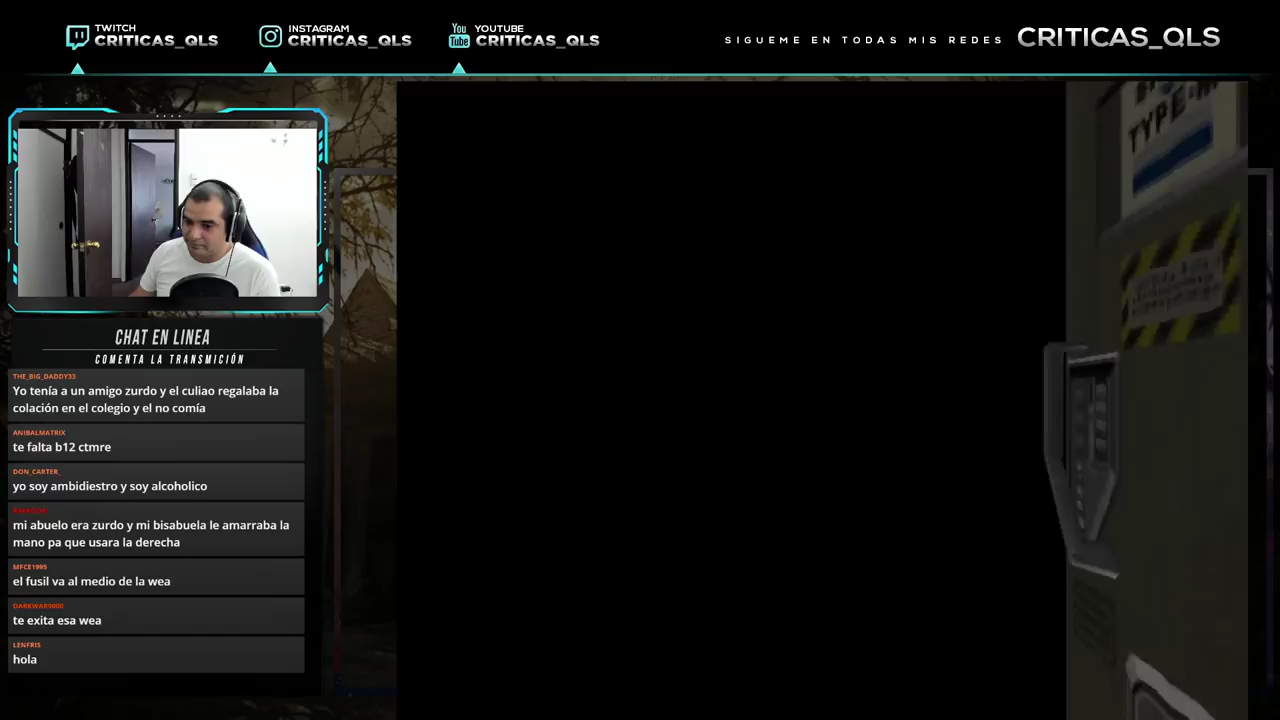 TWITCH
CRITICAS_QLS
INSTAGRAM
CRITICAS_QLS
You
Tube
YOUTUBE
CRITICAS_QLS
SIGUEME EN TODAS MIS REDES
CRITICAS_QLS
TYPE-M
CHAT EN LINEA
COMENTA LA TRANSMICIÓN
THE_BIG_DADDY33
Yo tenía a un amigo zurdo y el culiao regalaba la
colación en el colegio y el no comía
ANIBALMATRIX
te falta b12 ctmre
DON_CARTER_
yo soy ambidiestro y soy alcoholico
mi abuelo era zurdo y mi bisabuela le amarraba la
mano pa que usara la derecha
MFCE1995
el fusil va al medio de la wea
DARKWAR9000
te exita esa wea
LENFRIS
hola